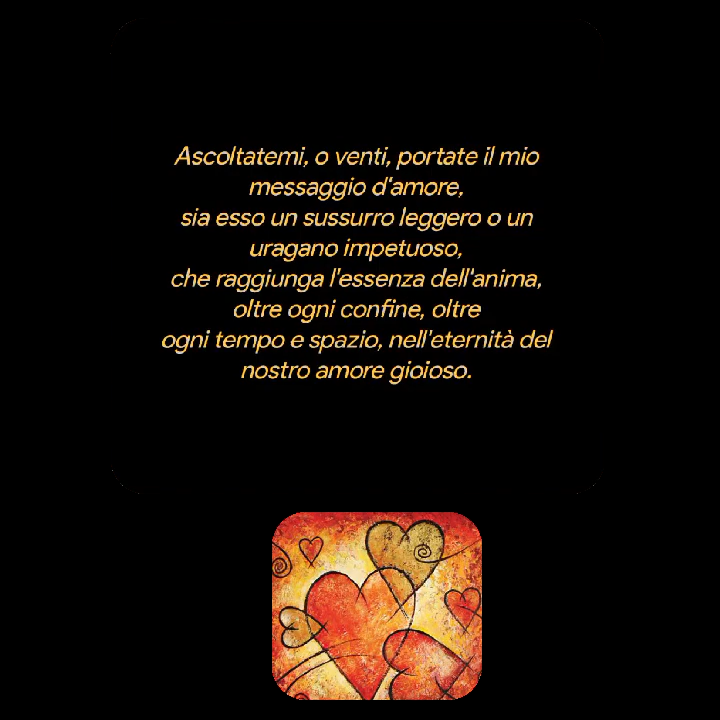 Ascoltatemi, o venti, portate il mio
messaggio d'amore,
sia esso un sussurro leggero o un
uragano impetuoso,
che raggiunga l'essenza dell'anima,
oltre ogni confine, oltre
ogni tempo e spazio, nell'eternità del
nostro amore gioioso.